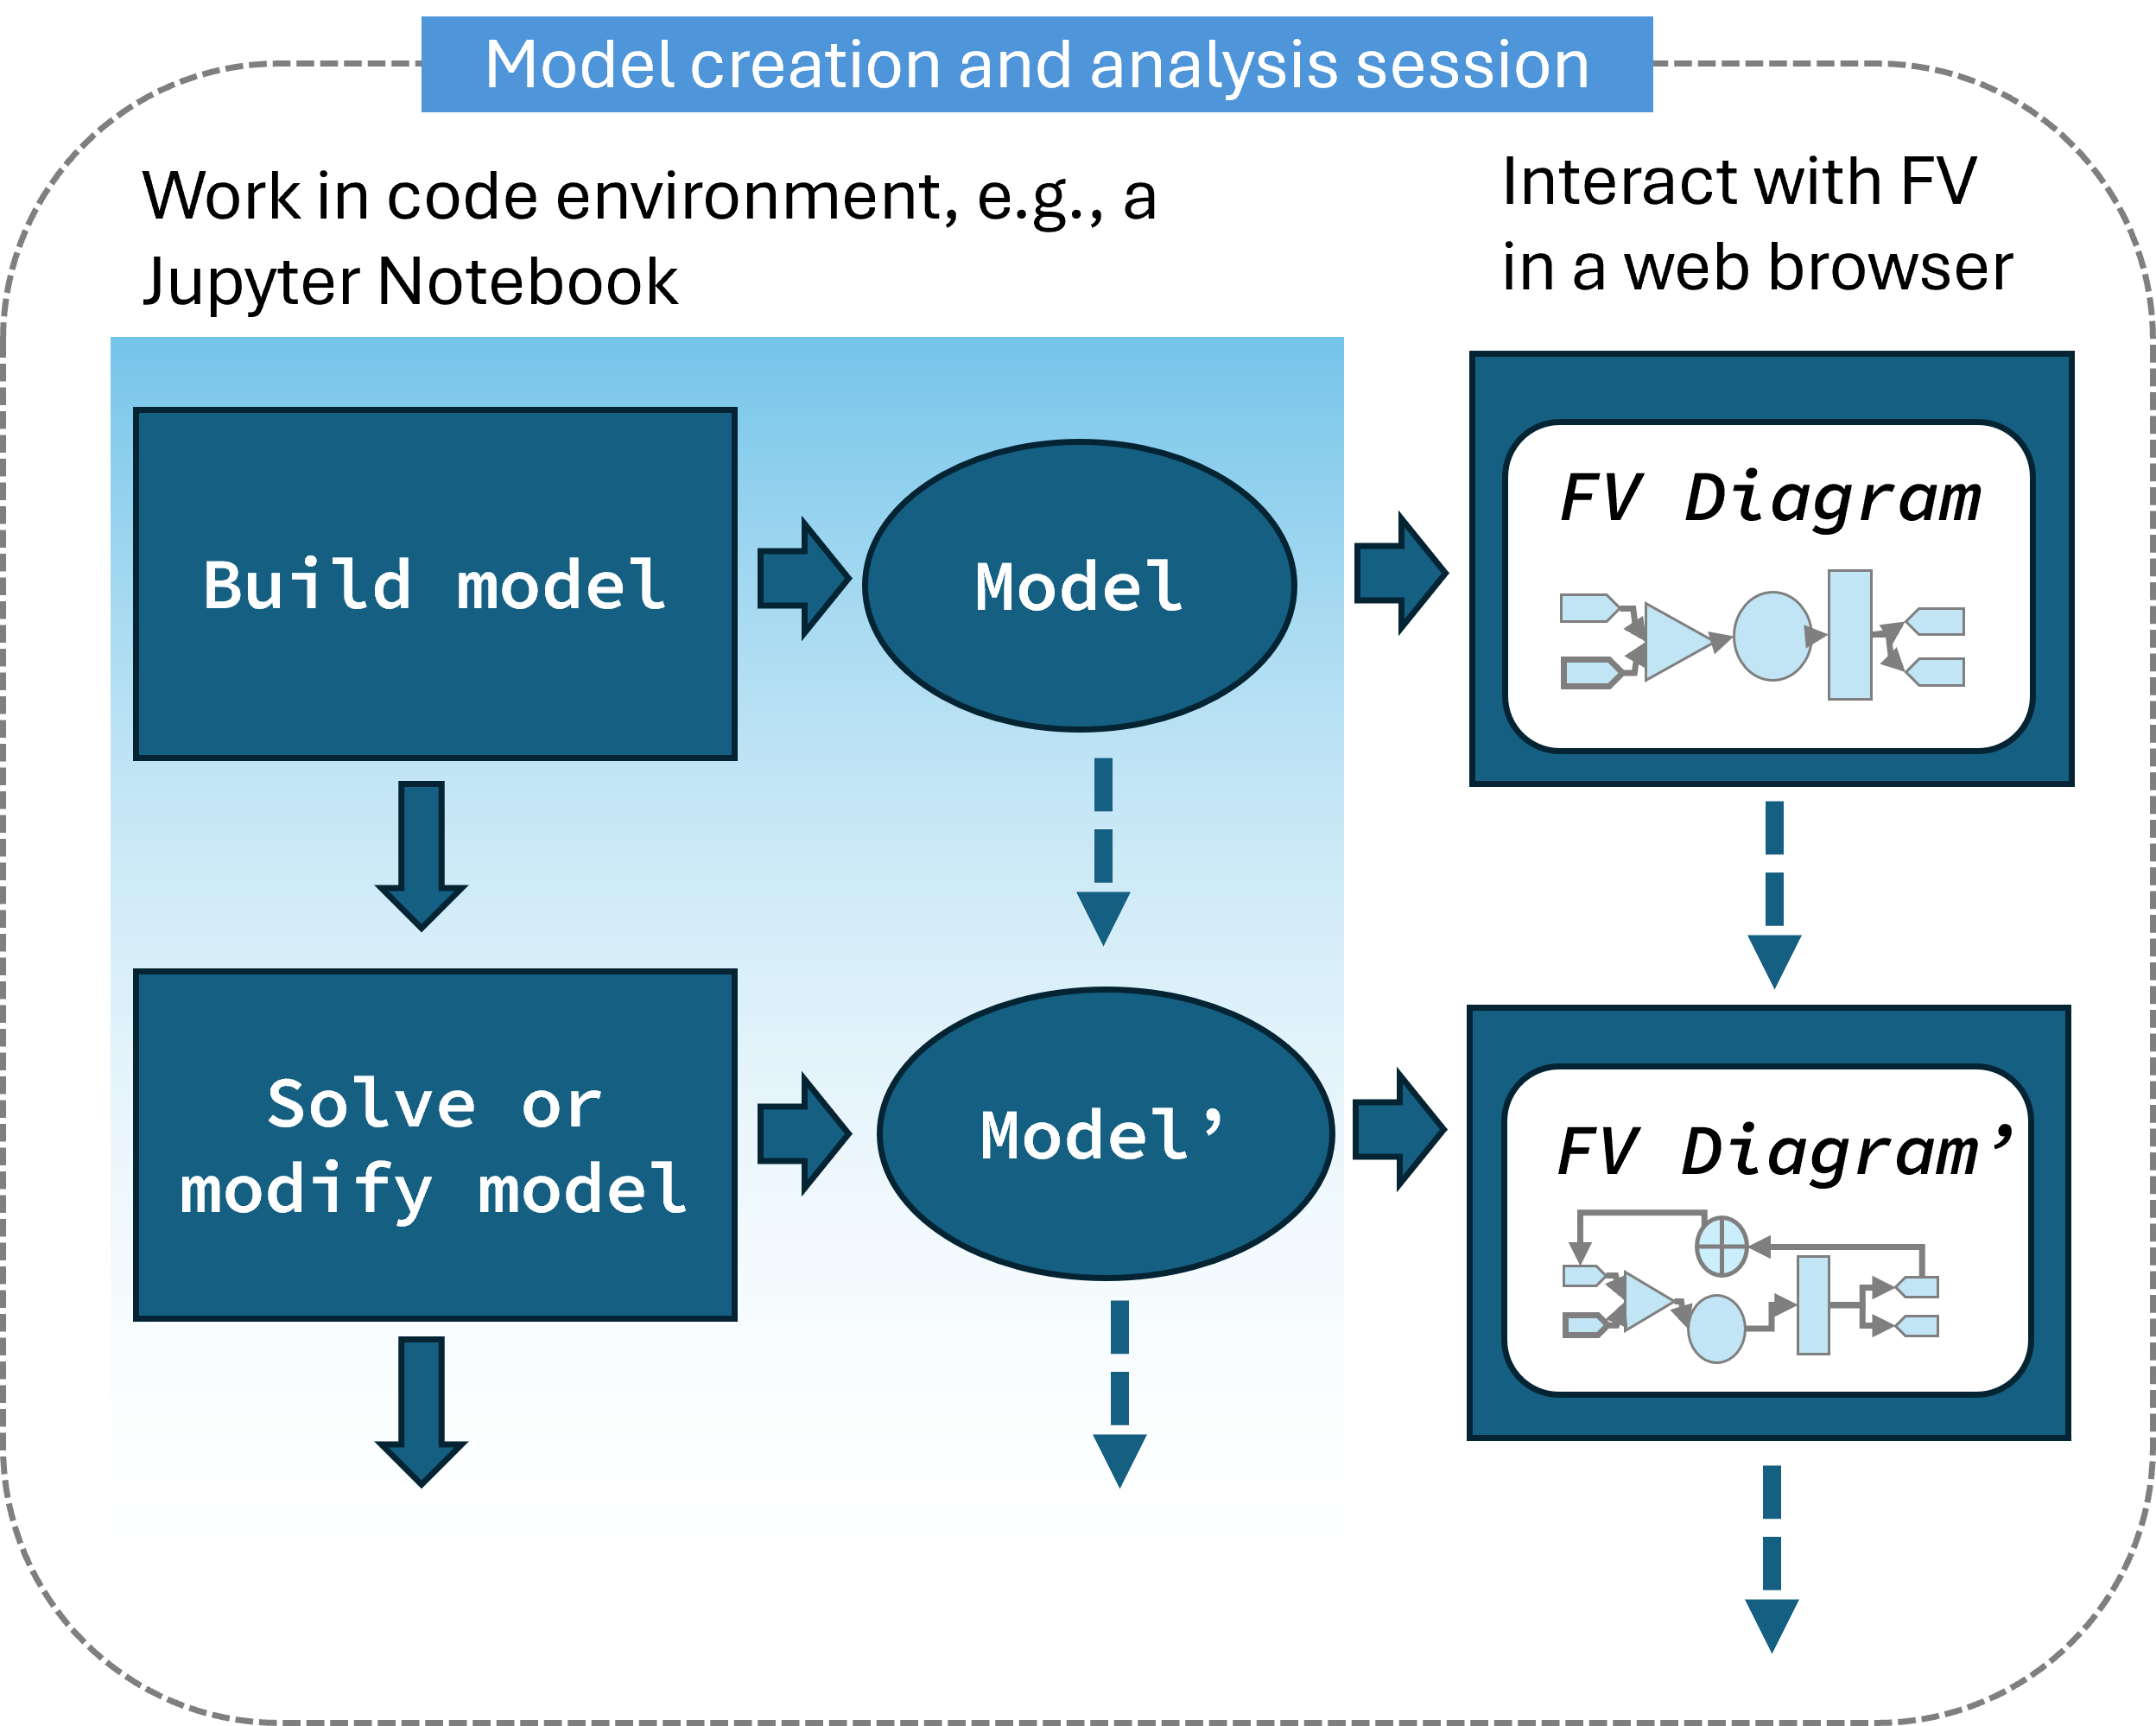 Model creation and analysis session
Work in code environment, e.g., a
Jupyter Notebook
Interact with FV
in a web browser
Build model
Model
FV Diagram
Solve or
modify model
Model’
FV Diagram’